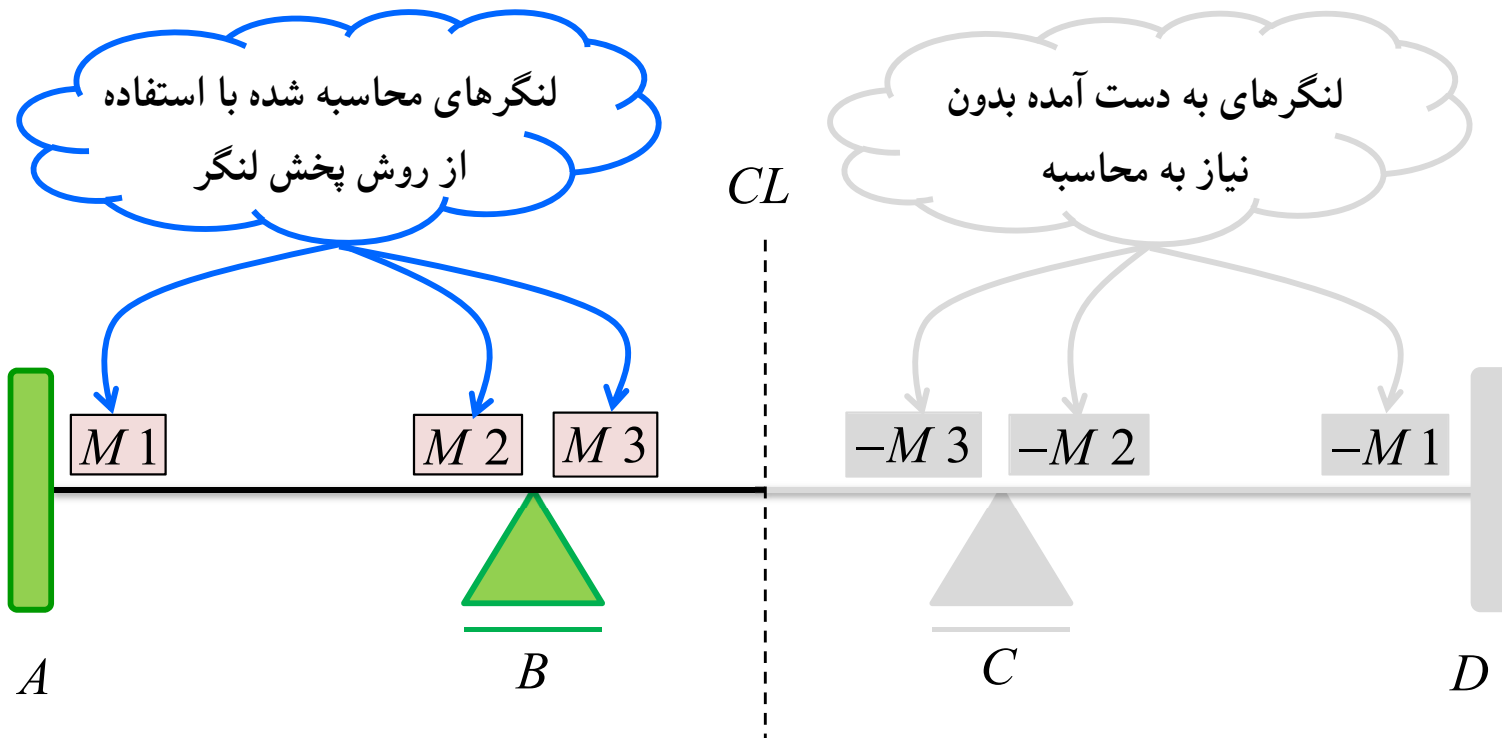 لنگرهای محاسبه شده با استفاده
از روش پخش لنگر
لنگرهای به دست آمده بدون
نیاز به محاسبه
CL
M 1
M 2
M 3
−M 3
−M 2
−M 1
A
B
C
D